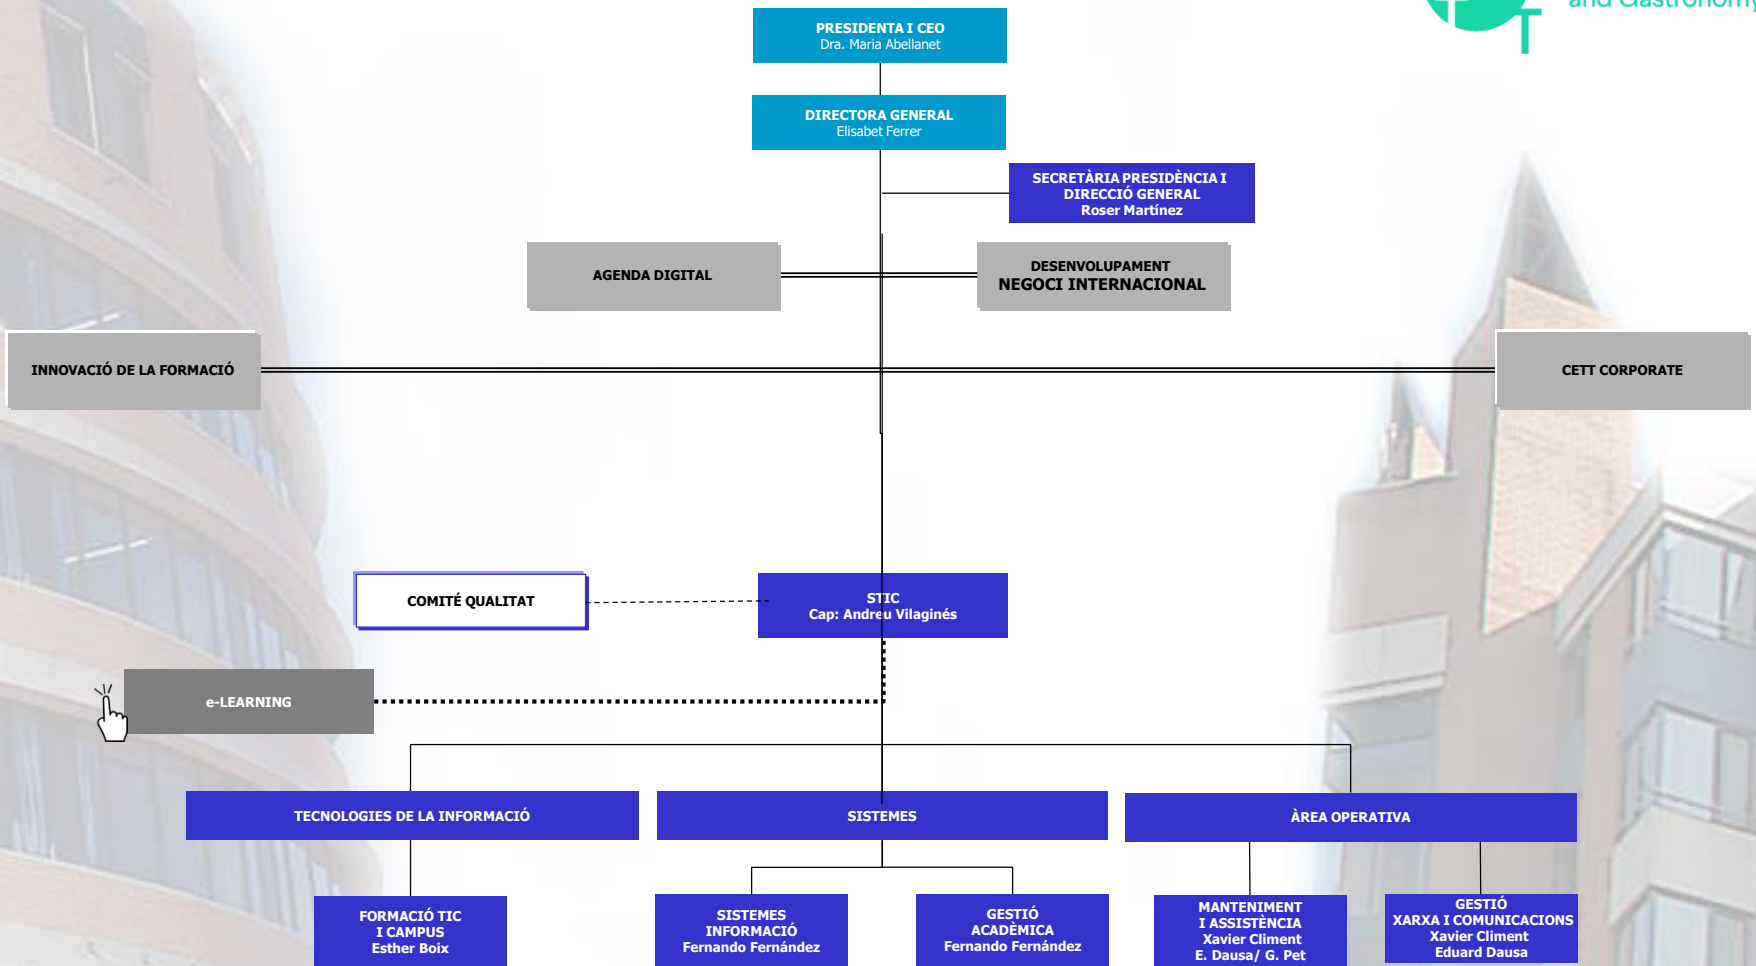 and Gastronomy
PRESIDENTA I CEO
Dra. Maria Abellanet
DIRECTORA GENERAL
Elisabet Ferrer
SECRETÀRIA PRESIDÈNCIA I
DIRECCIÓ GENERAL
Roser Martínez
AGENDA DIGITAL
DESENVOLUPAMENT
NEGOCI INTERNACIONAL
INNOVACIÓ DE LA FORMACIÓ
CETT CORPORATE
COMITÉ QUALITAT
STIC
Cap: Andreu Vilaginés
e-LEARNING
TECNOLOGIES DE LA INFORMACIÓ
SISTEMES
ÀREA OPERATIVA
FORMACIÓ TIC
I CAMPUS
Esther Boix
SISTEMES
INFORMACIÓ
Fernando Fernández
GESTIÓ
ACADÈMICA
Fernando Fernández
MANTENIMENT
I ASSISTÈNCIA
Xavier Climent
E. Dausa/ G. Pet
GESTIÓ
XARXA I COMUNICACIONS
Xavier Climent
Eduard Dausa